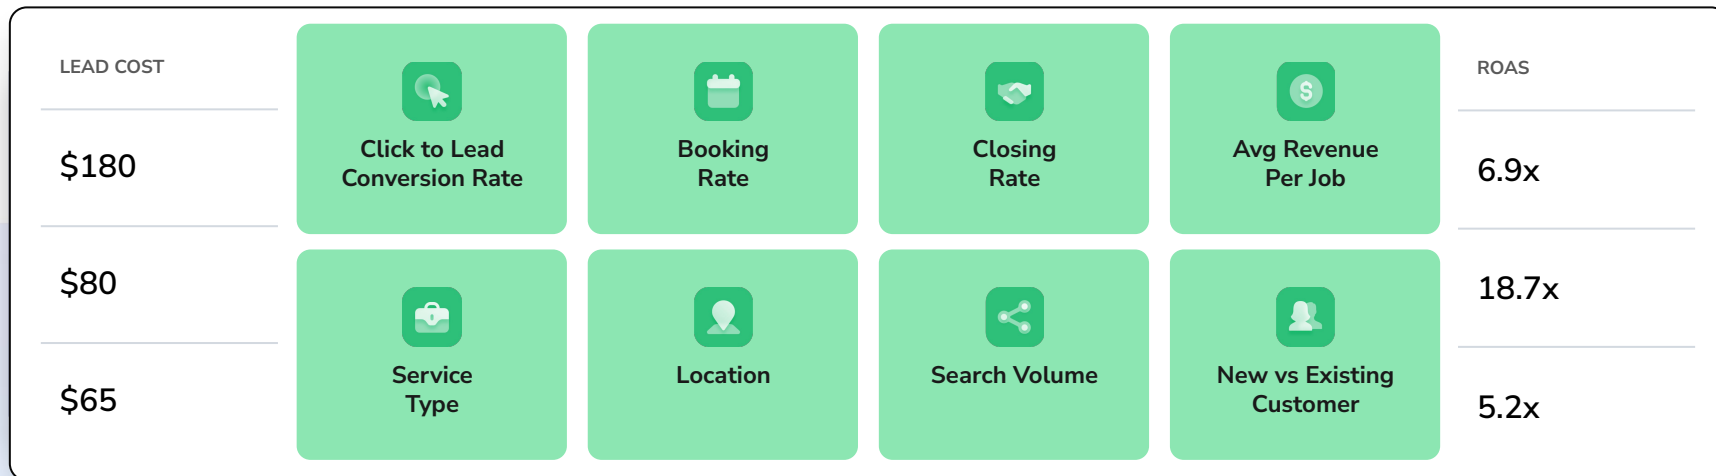 LEAD COST
$180
$80
$65
Click to Lead
Conversion Rate
Booking
Rate
Closing
Rate
Avg Revenue
Per Job
Service
Type
Location
Search Volume
New vs Existing
Customer
ROAS
6.9x
18.7x
5.2x